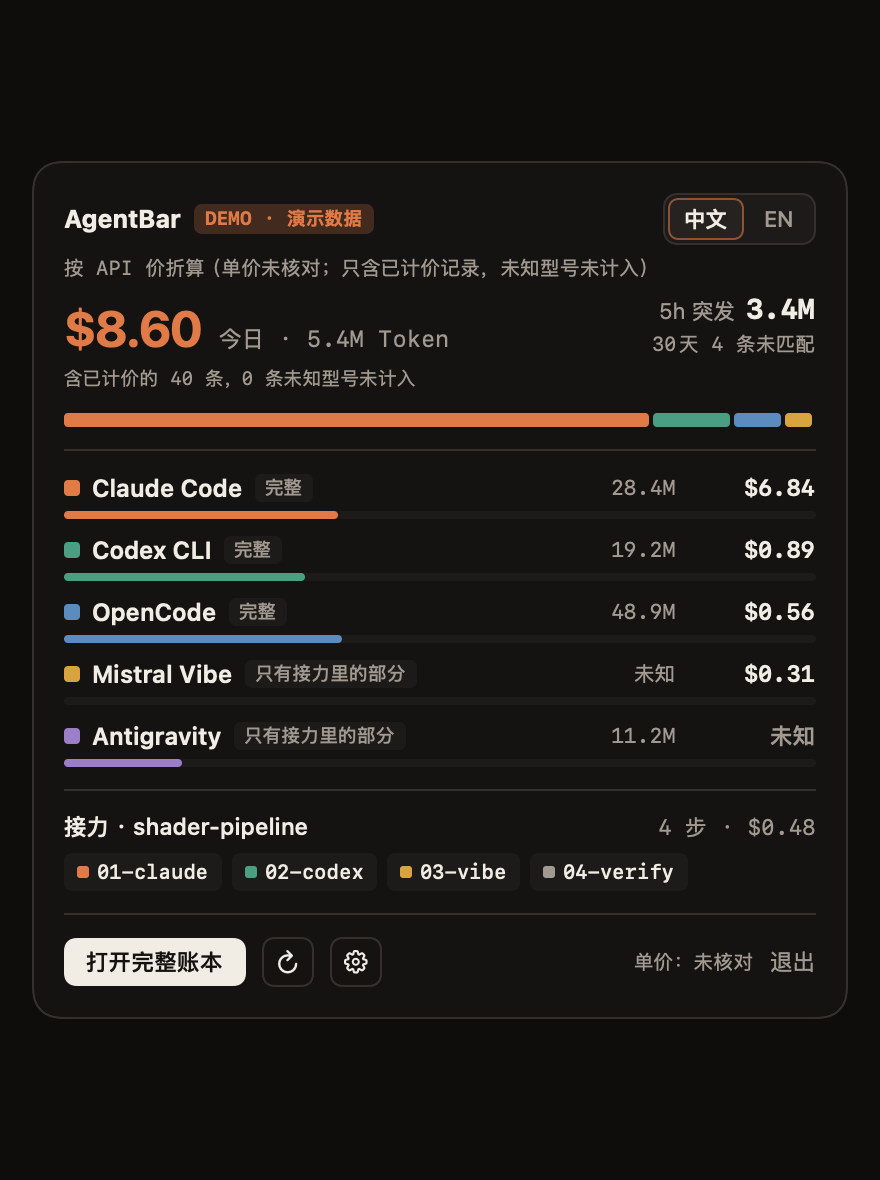 AgentBar DEMO · 演示数据 中文 EN
按 API 价折算 (单价未核对; 只含已计价记录, 未知型号未计入)
$8.60 今日 · 5.4M Token
5h 突发 3.4M
30天 4 条未匹配
含已计价的 40 条, 0 条未知型号未计入
Claude Code 完整 28.4M $6.84
Codex CLI 完整 19.2M $0.89
OpenCode 完整 48.9M $0.56
Mistral Vibe 只有接力里的部分 未知 $0.31
Antigravity 只有接力里的部分 11.2M 未知
接力 · shader-pipeline 4 步 · $0.48
01-claude 02-codex 03-vibe 04-verify
打开完整账本 单价: 未核对 退出